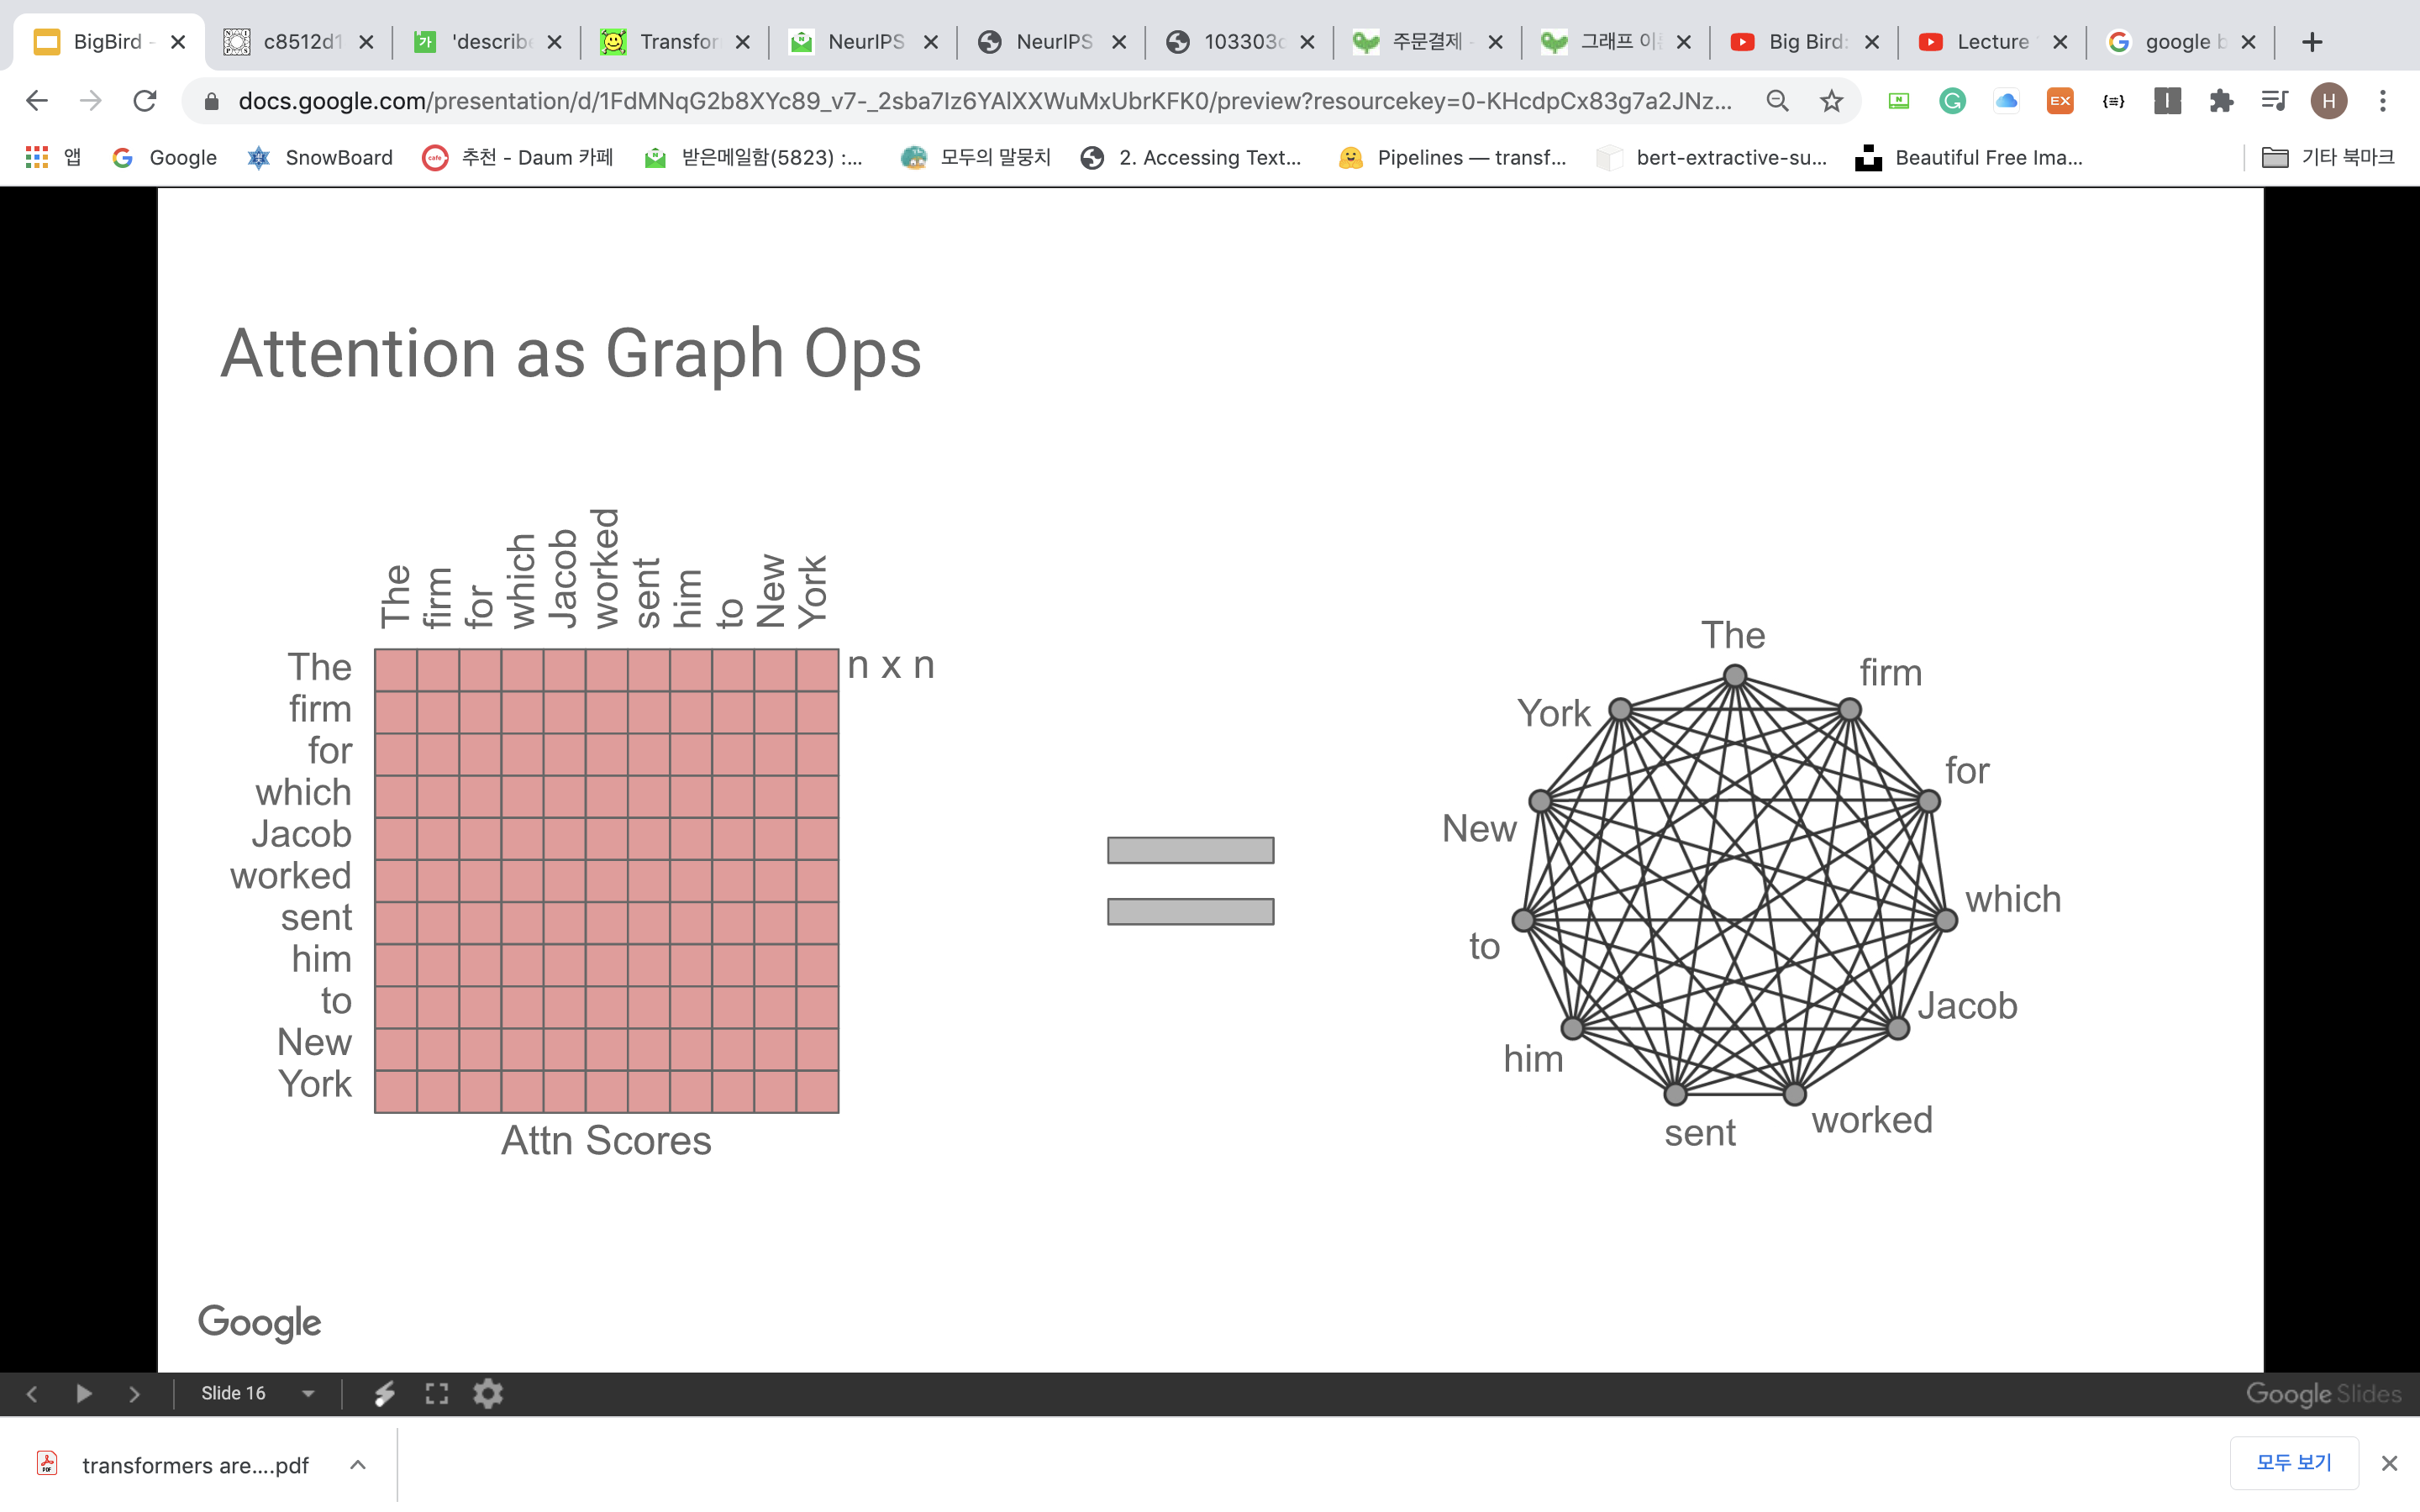 BigBird -
c8512d1
'describe
Transfor
NeurIPS
NeurIPS
103303c
주문결제 -
그래프 이
Big Bird:
Lecture
google b
docs.google.com/presentation/d/1FdMNqG2b8XYc89_v7-_2sba7Iz6YAlXXWuMxUbrKFK0/preview?resourcekey=0-KHcdpCx83g7a2JNz...
EX
H
앱
Google
SnowBoard
추천 - Daum 카페
받은메일함(5823) :...
모두의 말뭉치
2. Accessing Text...
Pipelines — transf...
bert-extractive-su...
Beautiful Free Ima...
기타 북마크
Attention as Graph Ops
The firm for which Jacob worked sent him to New York
n x n
The
firm
for
which
Jacob
worked
sent
him
to
New
York
Attn Scores
The
firm
for
which
Jacob
worked
sent
him
to
New
York
Google
Slide 16
Google Slides
transformers are....pdf
모두 보기